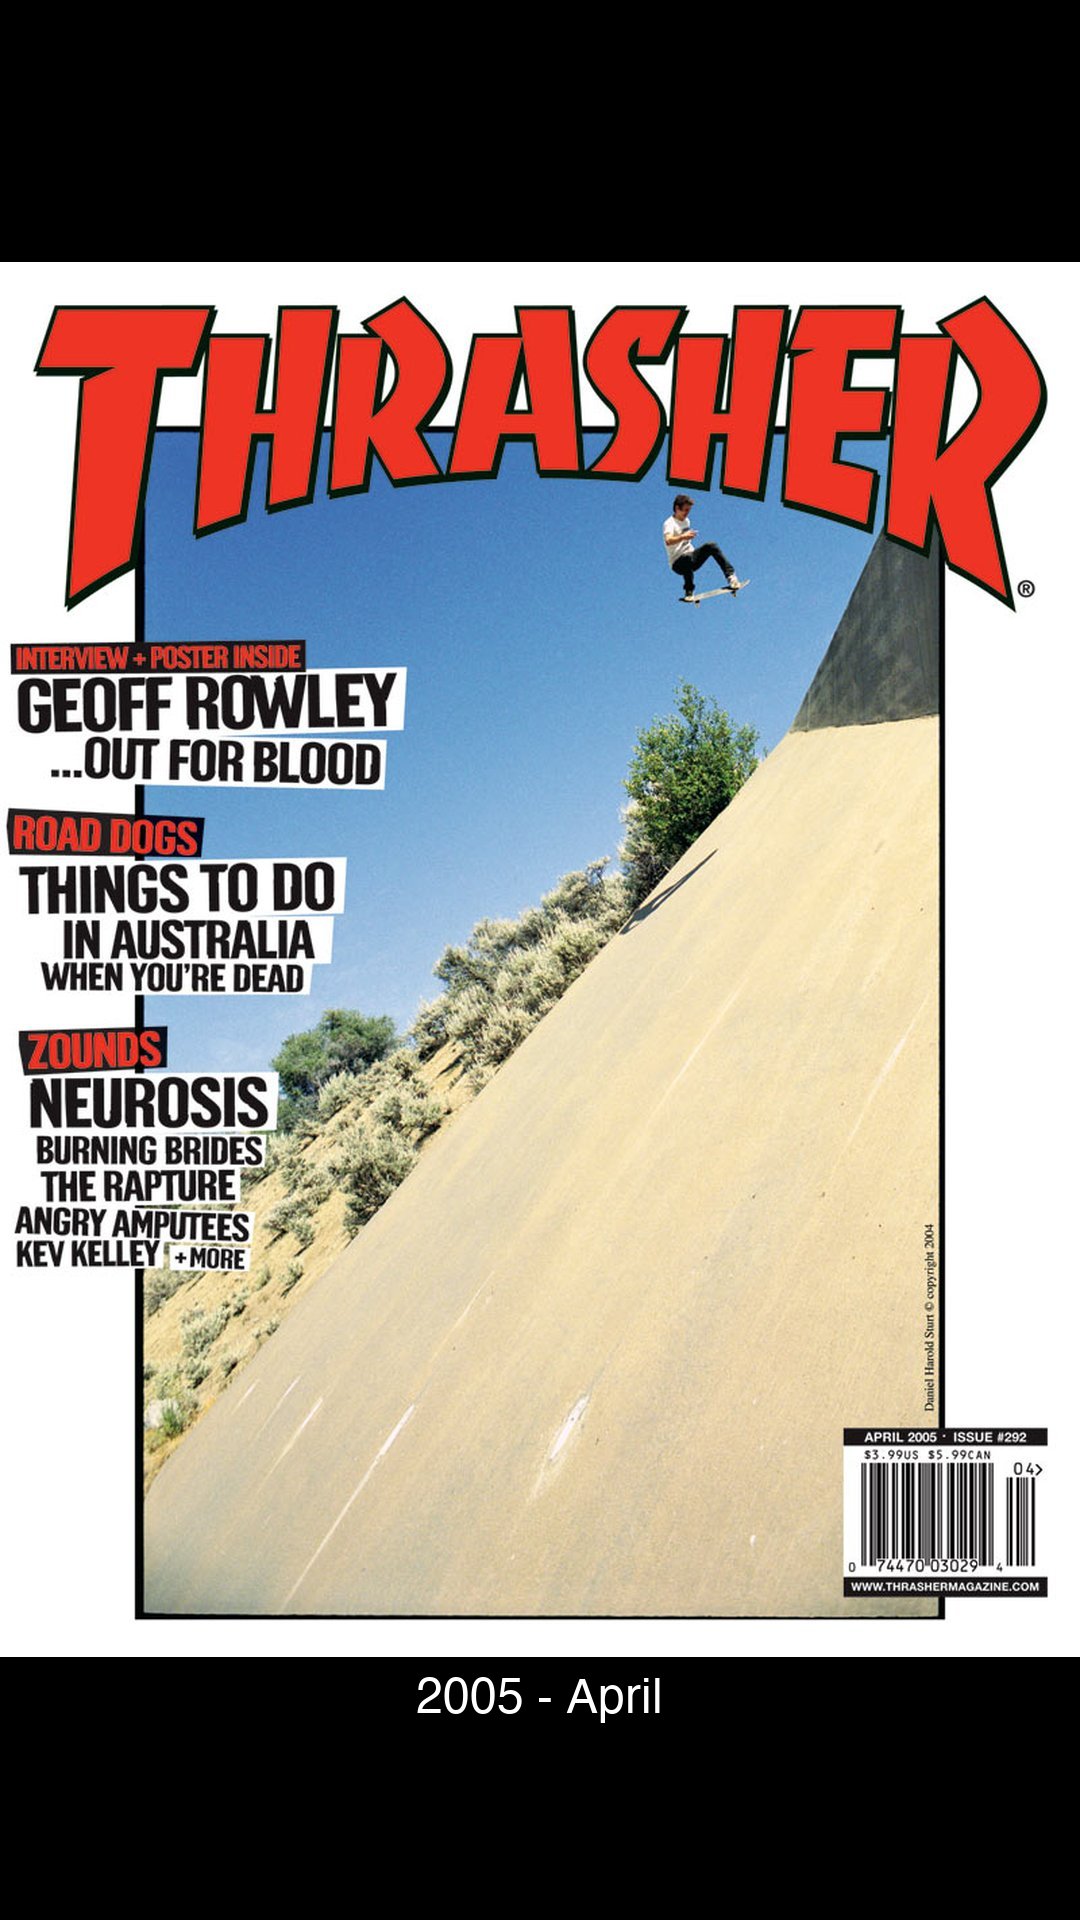 THRASHER®
INTERVIEW + POSTER INSIDE
GEOFF ROWLEY
...OUT FOR BLOOD
ROAD DOGS
THINGS TO DO
IN AUSTRALIA
WHEN YOU'RE DEAD
ZOUNDS
NEUROSIS
BURNING BRIDES
THE RAPTURE
ANGRY AMPUTEES
KEV KELLEY + MORE
Daniel Harold Sturt © copyright 2004
APRIL 2005 · ISSUE #292
$3.99US $5.99CAN
04>
0 74470 03029 4
WWW.THRASHERMAGAZINE.COM
2005 - April